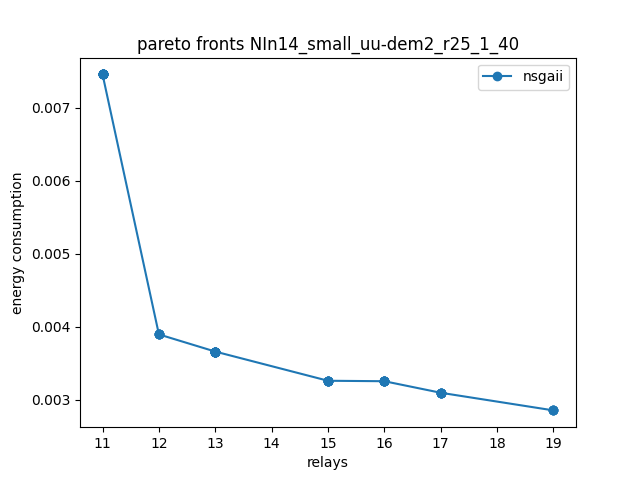 pareto fronts NIn14_small_uu-dem2_r25_1_40
nsgaii
0.007
0.006
0.005
0.004
0.003
energy consumption
11 12 13 14 15 16 17 18 19
relays